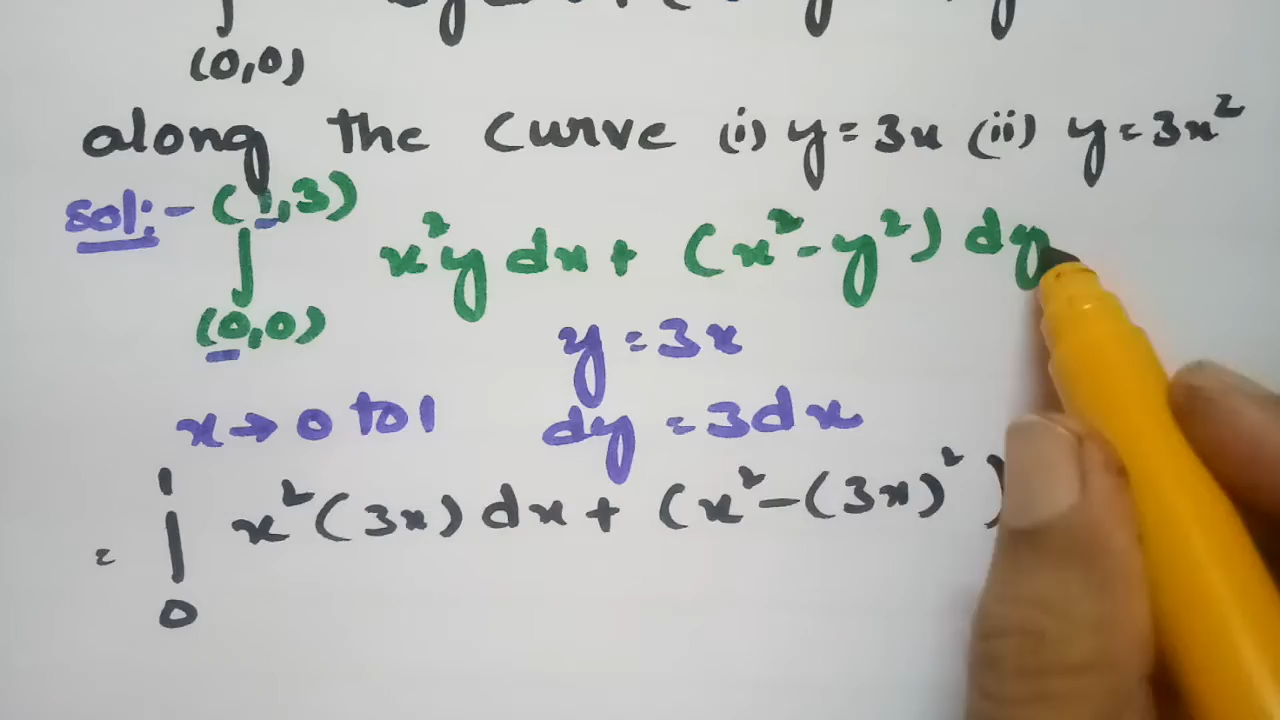 (0,0)
along the curve (i) y = 3x (ii) y = 3x²
sol:- ∫ (1,3) (0,0) x²y dx + (x² - y²) dy
y = 3x
x → 0 to 1 dy = 3dx
= ∫ 1 0 x² (3x) dx + (x² - (3x)² )